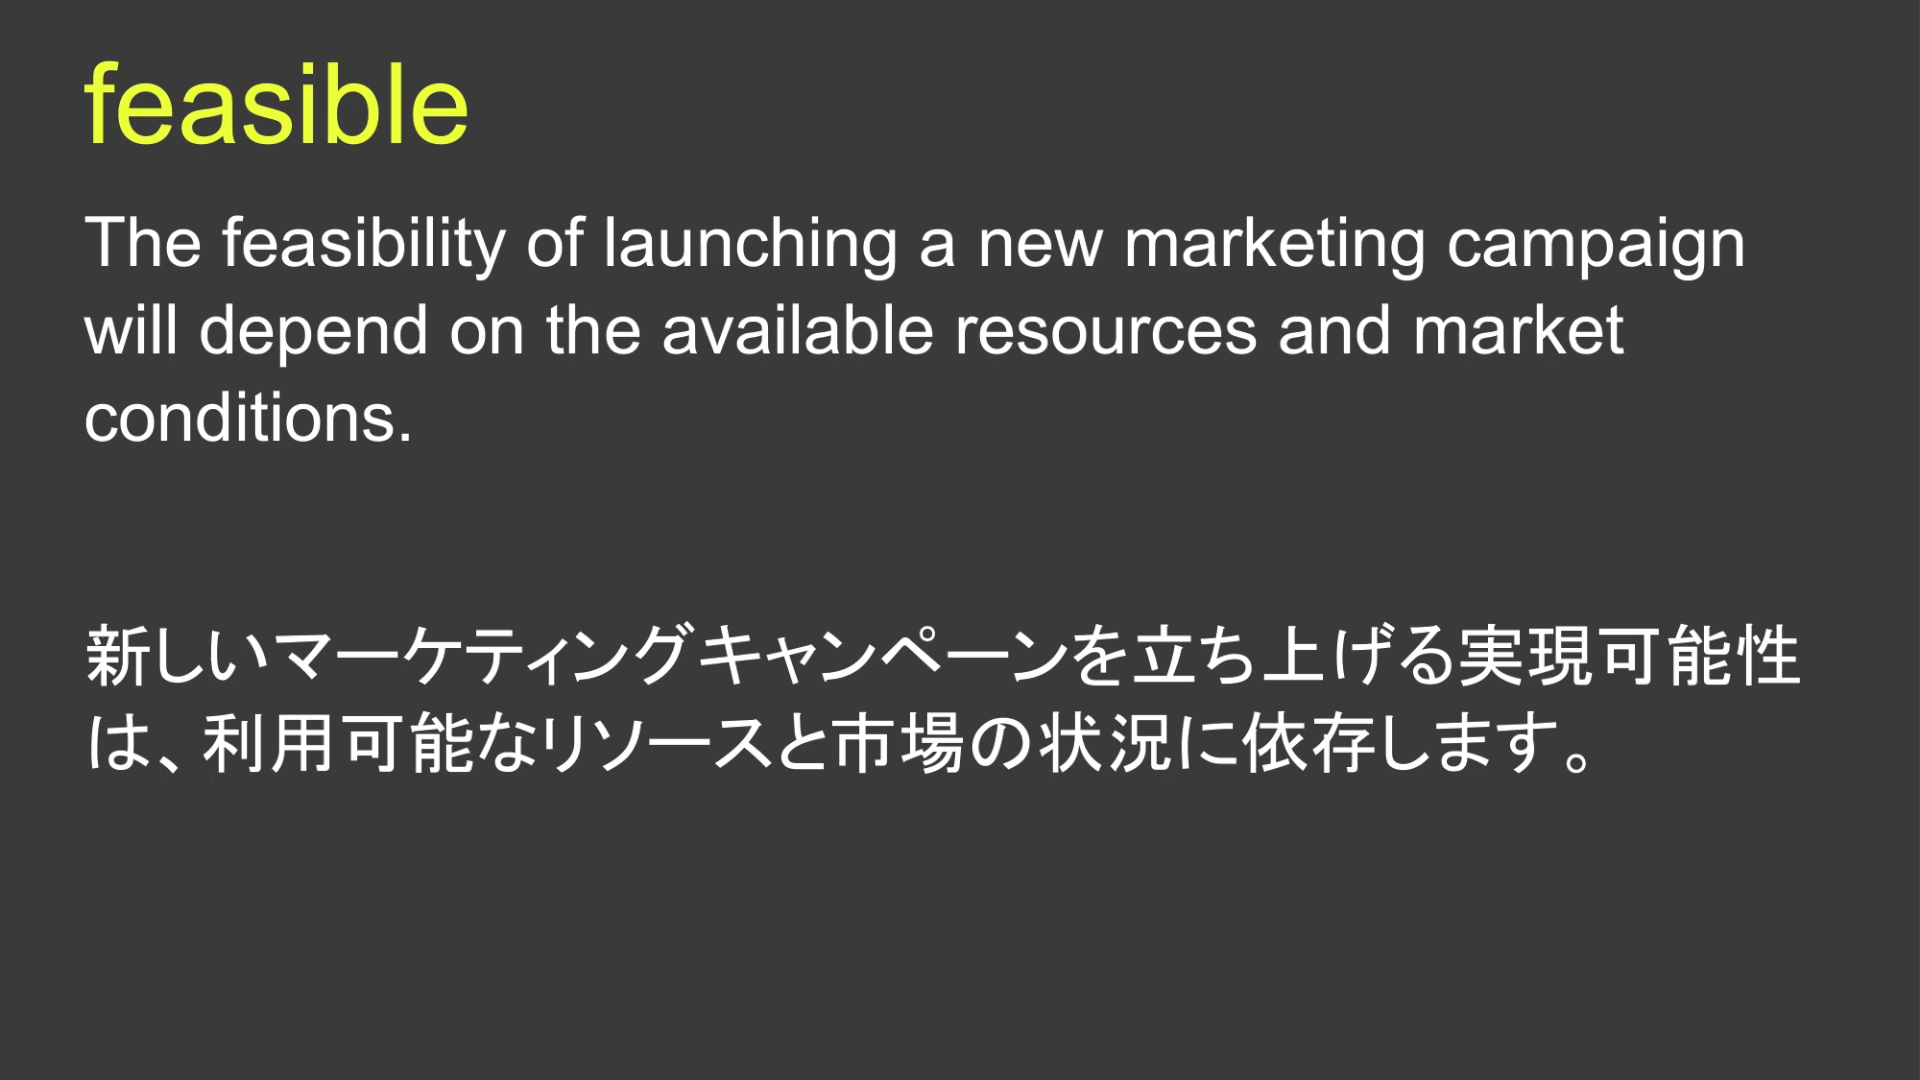 feasible
The feasibility of launching a new marketing campaign
will depend on the available resources and market
conditions.
新しいマーケティングキャンペーンを立ち上げる実現可能性
は、利用可能なリソースと市場の状況に依存します。